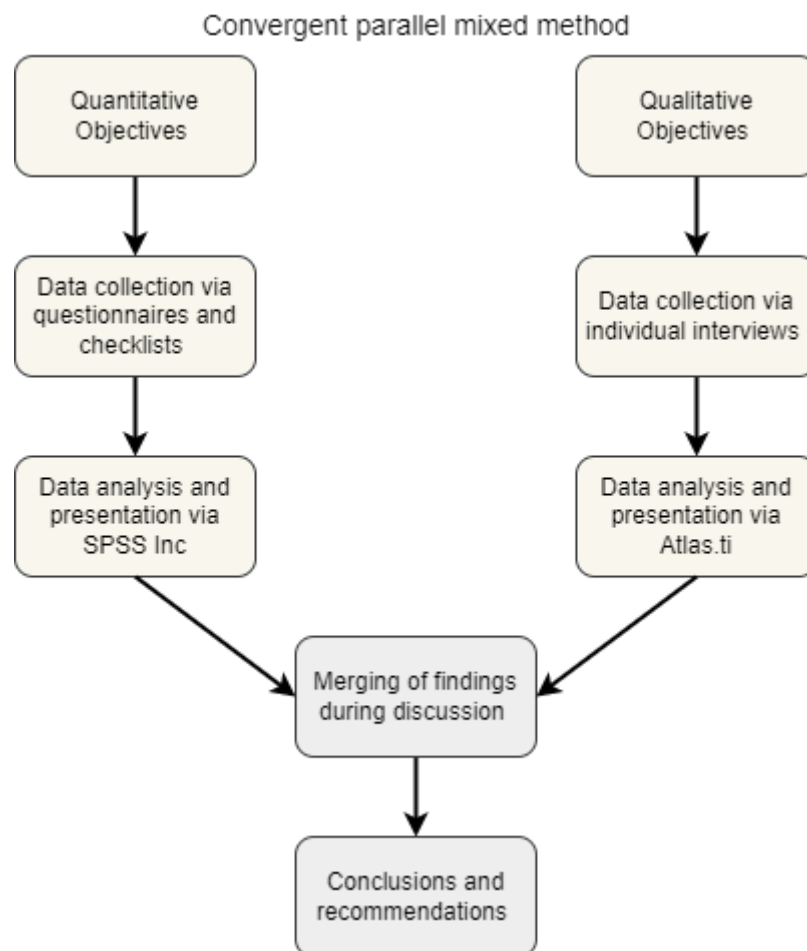 Convergent parallel mixed method
Quantitative
Objectives
Qualitative
Objectives
Data collection via
questionnaires and
checklists
Data collection via
individual interviews
Data analysis and
presentation via
SPSS Inc
Data analysis and
presentation via
Atlas.ti
Merging of findings
during discussion
Conclusions and
recommendations